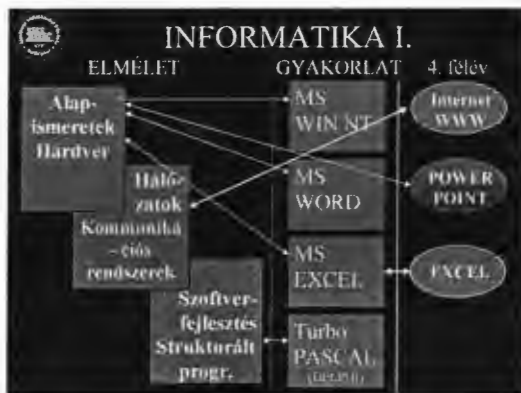 INFORMATIKA I.
ELMÉLET GYAKORLAT 4. félév
Alap-
ismeretek
Hardver
Háló-
zatok
Kommuniká
– ciós
rendszerek
Szoftver-
fejlesztés
Strukturált
progr.
MS
WIN NT
MS
WORD
MS
EXCEL
Turbo
PASCAL
(DELPHI)
Internet
WWW
POWER
POINT
EXCEL